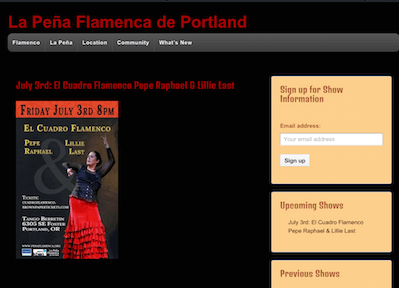 La Peña Flamenca de Portland
Flamenco La Peña Location Community What's New
July 3rd: El Cuadro Flamenco Pepe Raphael & Lillie Last
FRIDAY JULY 3RD 8PM
EL CUADRO FLAMENCO
PEPE RAPHAEL
&
LILLIE LAST
TICKETS:
CUADROFLAMENCO.
BROWNPAPERTICKETS.COM
TANGO BERRETIN
6305 SE FOSTER
PORTLAND, OR
Sign up for Show
Information
Email address:
Your email address
Sign up
Upcoming Shows
July 3rd: El Cuadro Flamenco
Pepe Raphael & Lillie Last
Previous Shows